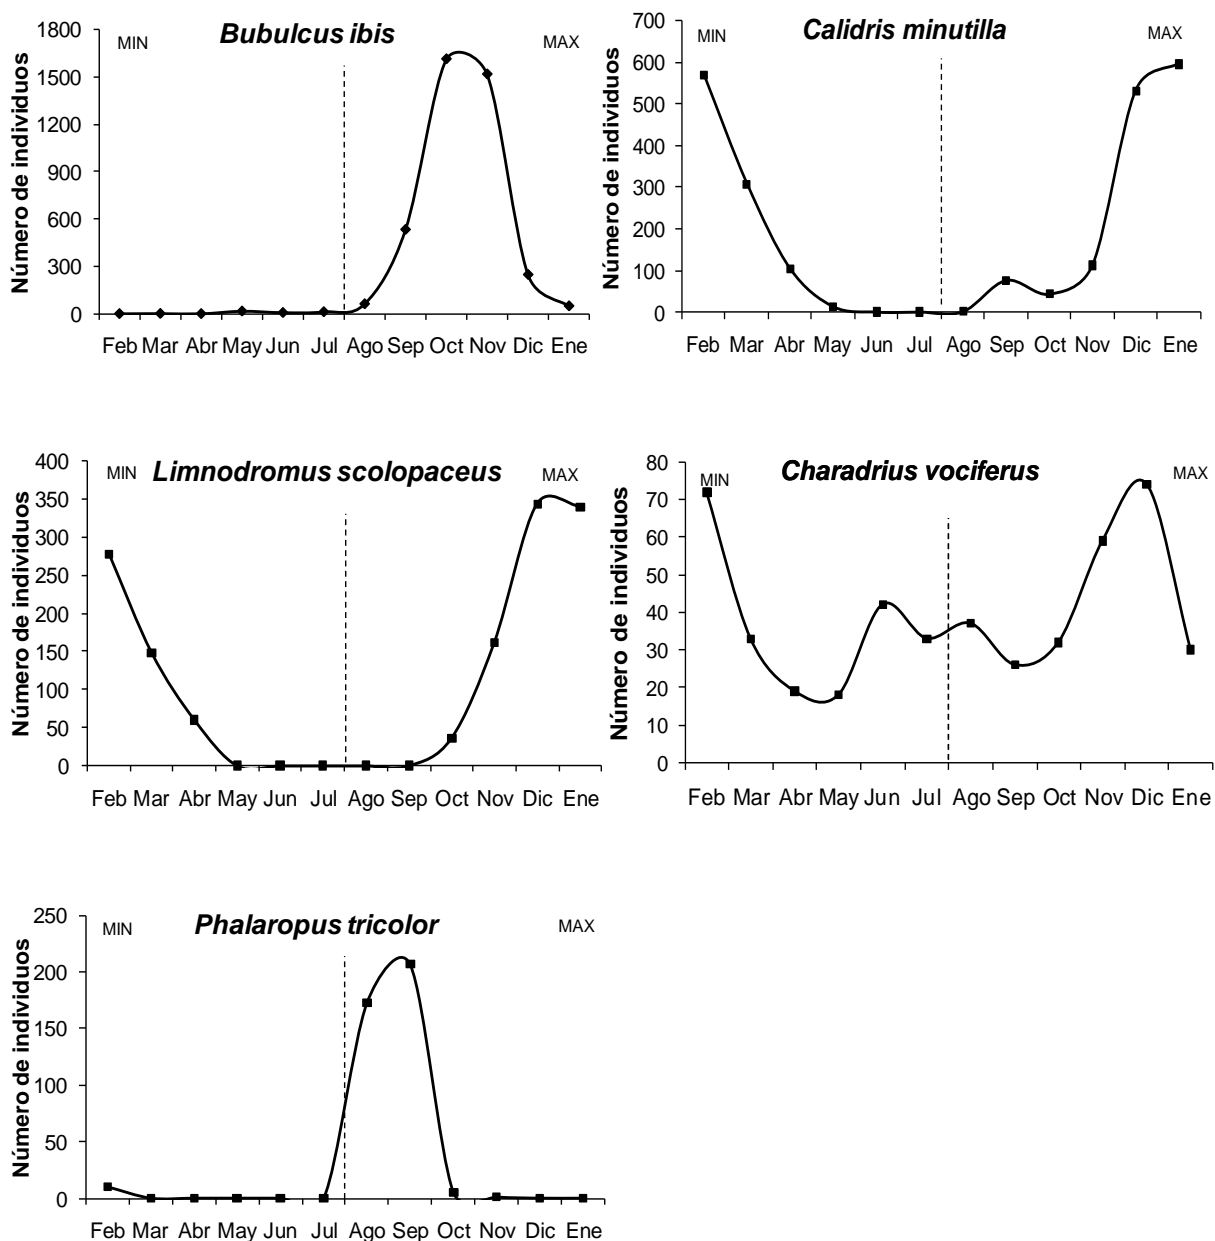 Bubulcus ibis
MIN
MAX
Número de individuos
1800
1500
1200
900
600
300
0
Feb Mar Abr May Jun Jul Ago Sep Oct Nov Dic Ene
Calidris minutilla
MIN
MAX
Número de individuos
700
600
500
400
300
200
100
0
Feb Mar Abr May Jun Jul Ago Sep Oct Nov Dic Ene
Limnodromus scolopaceus
MIN
MAX
Número de individuos
400
350
300
250
200
150
100
50
0
Feb Mar Abr May Jun Jul Ago Sep Oct Nov Dic Ene
Charadrius vociferus
MIN
MAX
Número de individuos
80
70
60
50
40
30
20
10
0
Feb Mar Abr May Jun Jul Ago Sep Oct Nov Dic Ene
Phalaropus tricolor
MIN
MAX
Número de individuos
250
200
150
100
50
0
Feb Mar Abr May Jun Jul Ago Sep Oct Nov Dic Ene